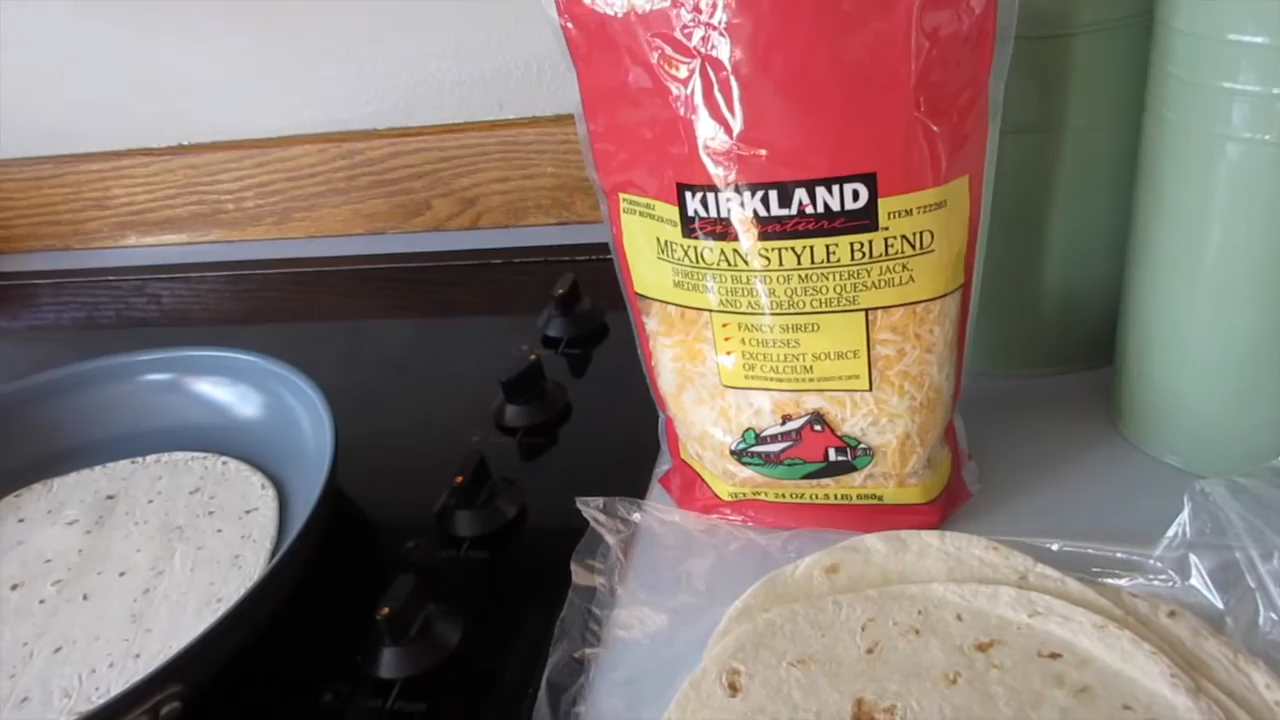 KIRKLAND
Signature
PERISHABLE
KEEP REFRIGERATED
ITEM 722203
MEXICAN STYLE BLEND
SHREDDED BLEND OF MONTEREY JACK,
MEDIUM CHEDDAR, QUESO QUESADILLA
AND ASADERO CHEESE
FANCY SHRED
4 CHEESES
EXCELLENT SOURCE
OF CALCIUM
NET WT 24 OZ (1.5 LB) 680g